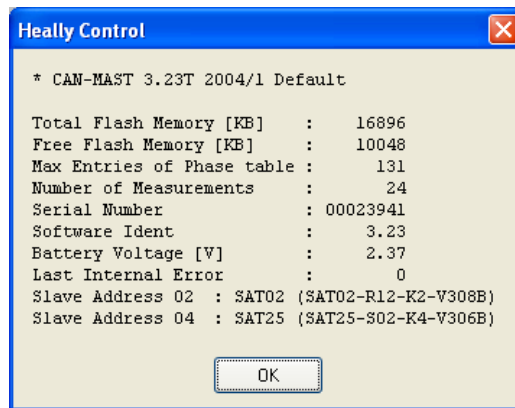 Heally Control
* CAN-MAST 3.23T 2004/1 Default
Total Flash Memory [KB] : 16896
Free Flash Memory [KB] : 10048
Max Entries of Phase table : 131
Number of Measurements : 24
Serial Number : 00023941
Software Ident : 3.23
Battery Voltage [V] : 2.37
Last Internal Error : 0
Slave Address 02 : SAT02 (SAT02-R12-K2-V308B)
Slave Address 04 : SAT25 (SAT25-S02-K4-V306B)
OK